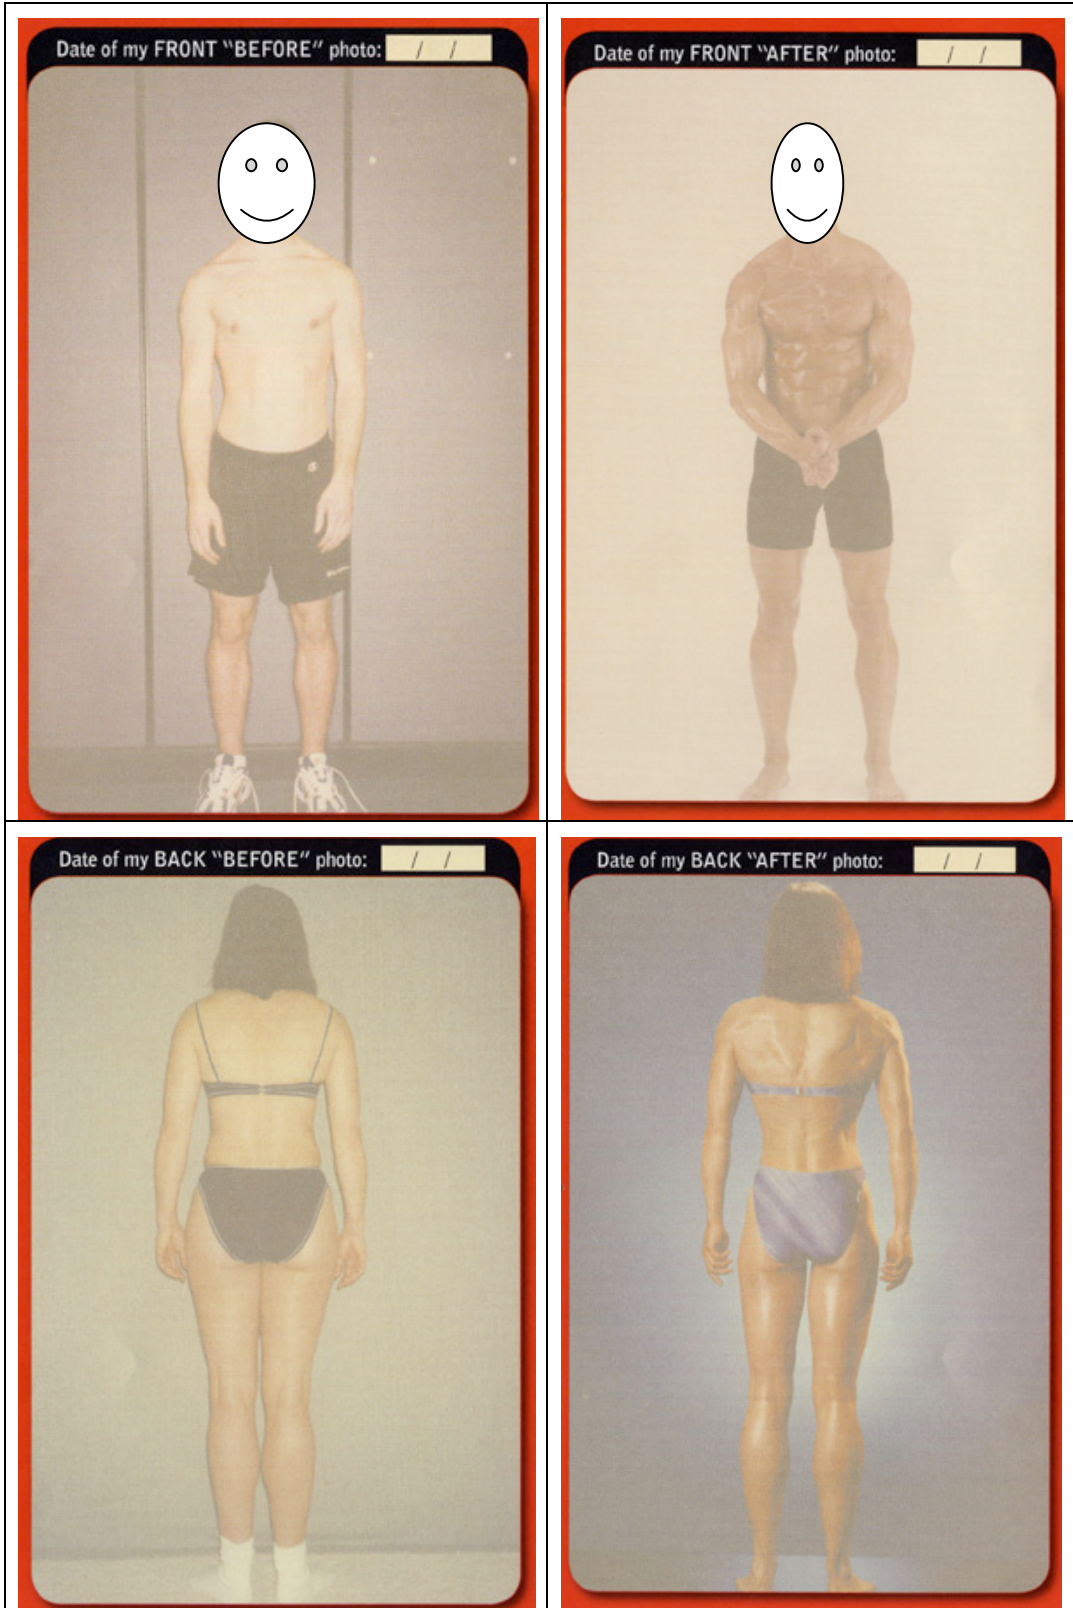 Date of my FRONT “BEFORE” photo: / /
Date of my FRONT “AFTER” photo: / /
Date of my BACK “BEFORE” photo: / /
Date of my BACK “AFTER” photo: / /